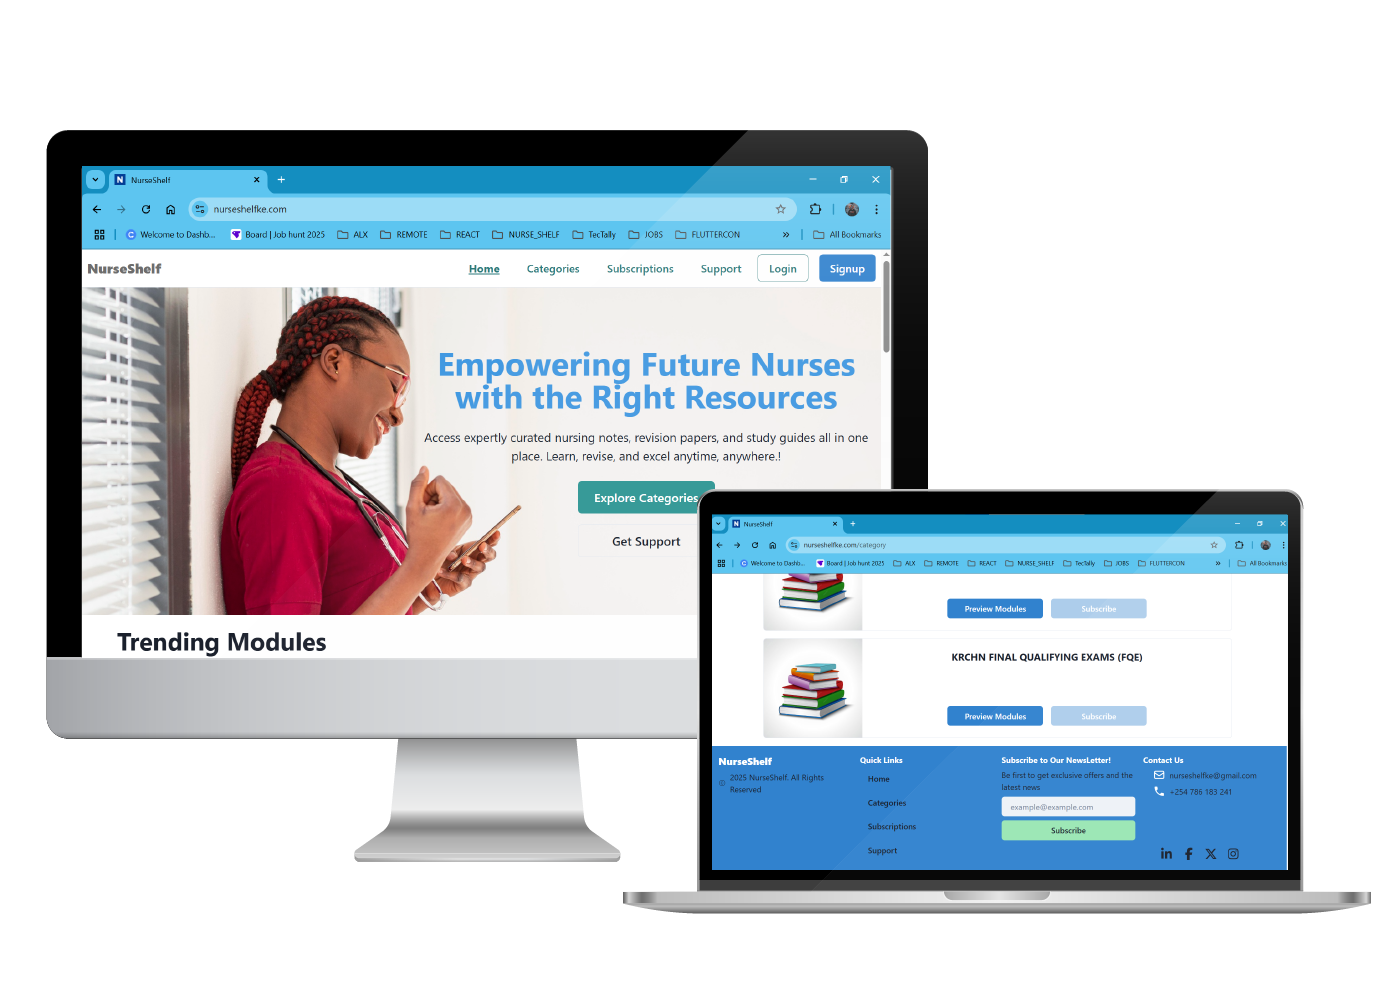 NurseShelf
nurseshelfke.com
Welcome to Dashb...
Board | Job hunt 2025
ALX
REMOTE
REACT
NURSE_SHELF
TecTally
JOBS
FLUTTERCON
»
All Bookmarks
NurseShelf
Home
Categories
Subscriptions
Support
Login
Signup
Empowering Future Nurses
with the Right Resources
Access expertly curated nursing notes, revision papers, and study guides all in one
place. Learn, revise, and excel anytime, anywhere.!
Explore Categories
Get Support
Trending Modules
NurseShelf
nurseshelfke.com/category
Welcome to Dashb...
Board | Job hunt 2025
ALX
REMOTE
REACT
NURSE_SHELF
TecTally
JOBS
FLUTTERCON
»
All Bookmarks
Preview Modules
Subscribe
KRCHN FINAL QUALIFYING EXAMS (FQE)
Preview Modules
Subscribe
NurseShelf
© 2025 NurseShelf. All Rights
Reserved
Quick Links
Home
Categories
Subscriptions
Support
Subscribe to Our NewsLetter!
Be first to get exclusive offers and the
latest news
example@example.com
Subscribe
Contact Us
nurseshelfke@gmail.com
+254 786 183 241